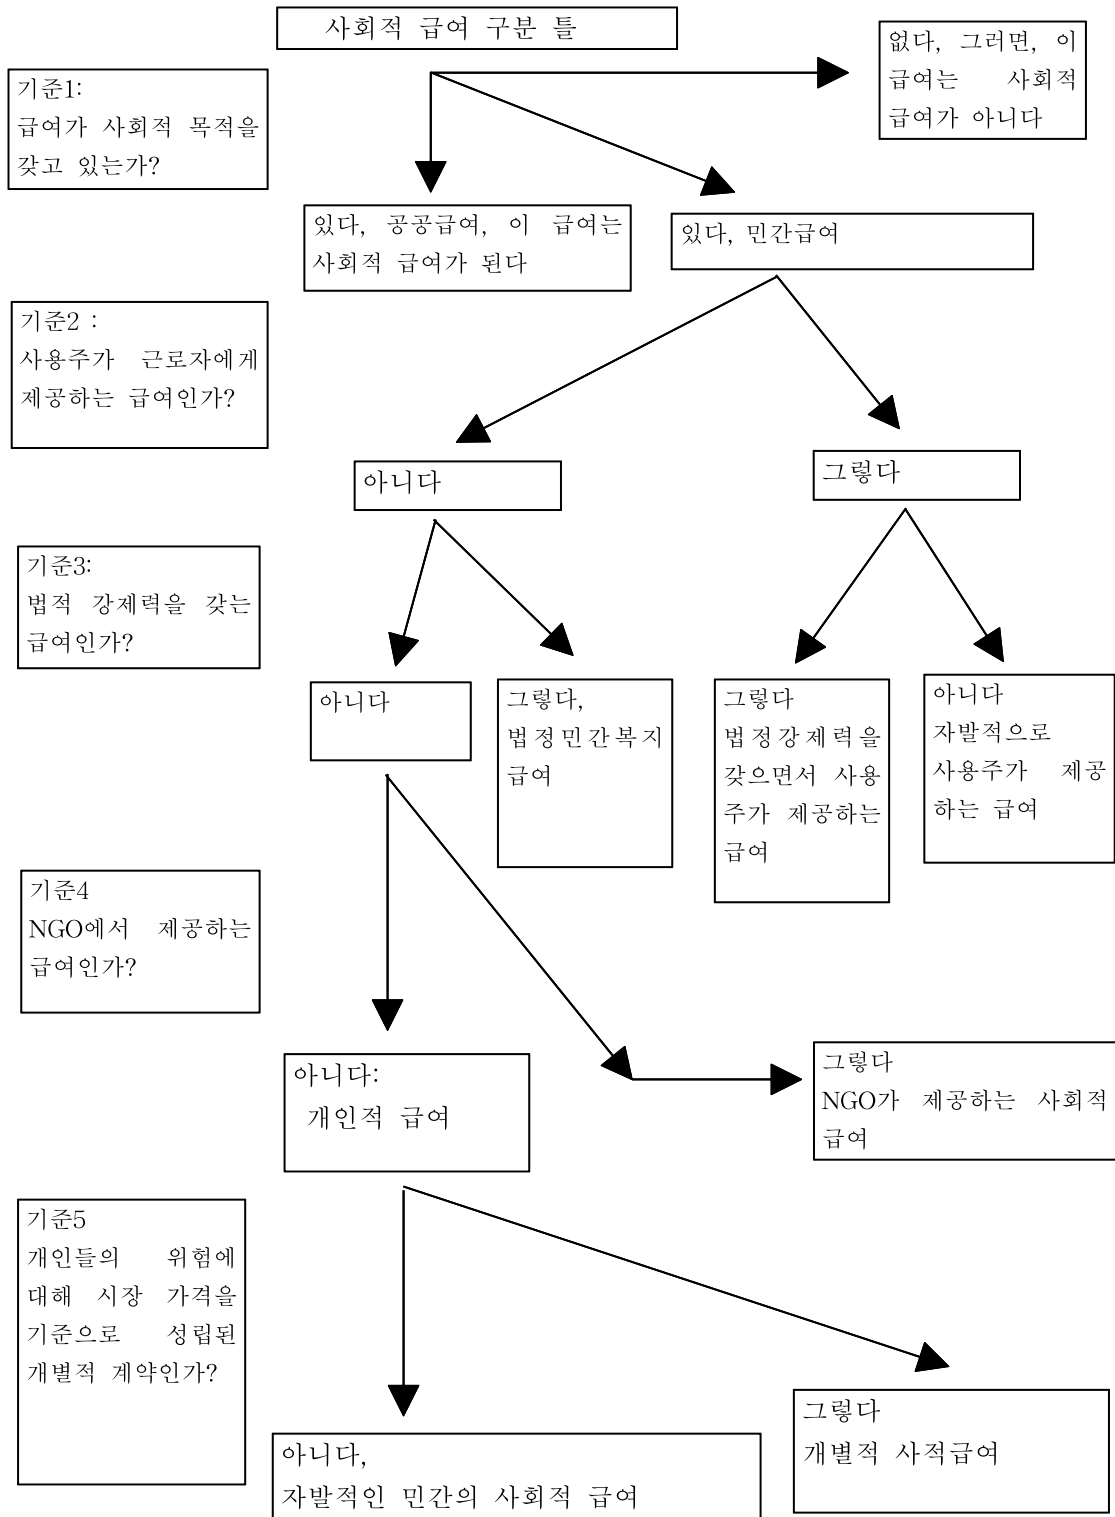 사회적 급여 구분 틀
없다, 그러면, 이
급여는 사회적
급여가 아니다
기준1:
급여가 사회적 목적을
갖고 있는가?
있다, 공공급여, 이 급여는
사회적 급여가 된다
있다, 민간급여
기준2 :
사용주가 근로자에게
제공하는 급여인가?
아니다
그렇다
기준3:
법적 강제력을 갖는
급여인가?
아니다
그렇다,
법정민간복지
급여
그렇다
법정강제력을
갖으면서 사용
주가 제공하는
급여
아니다
자발적으로
사용주가 제공
하는 급여
기준4
NGO에서 제공하는
급여인가?
아니다:
개인적 급여
그렇다
NGO가 제공하는 사회적
급여
기준5
개인들의 위험에
대해 시장 가격을
기준으로 성립된
개별적 계약인가?
아니다,
자발적인 민간의 사회적 급여
그렇다
개별적 사적급여